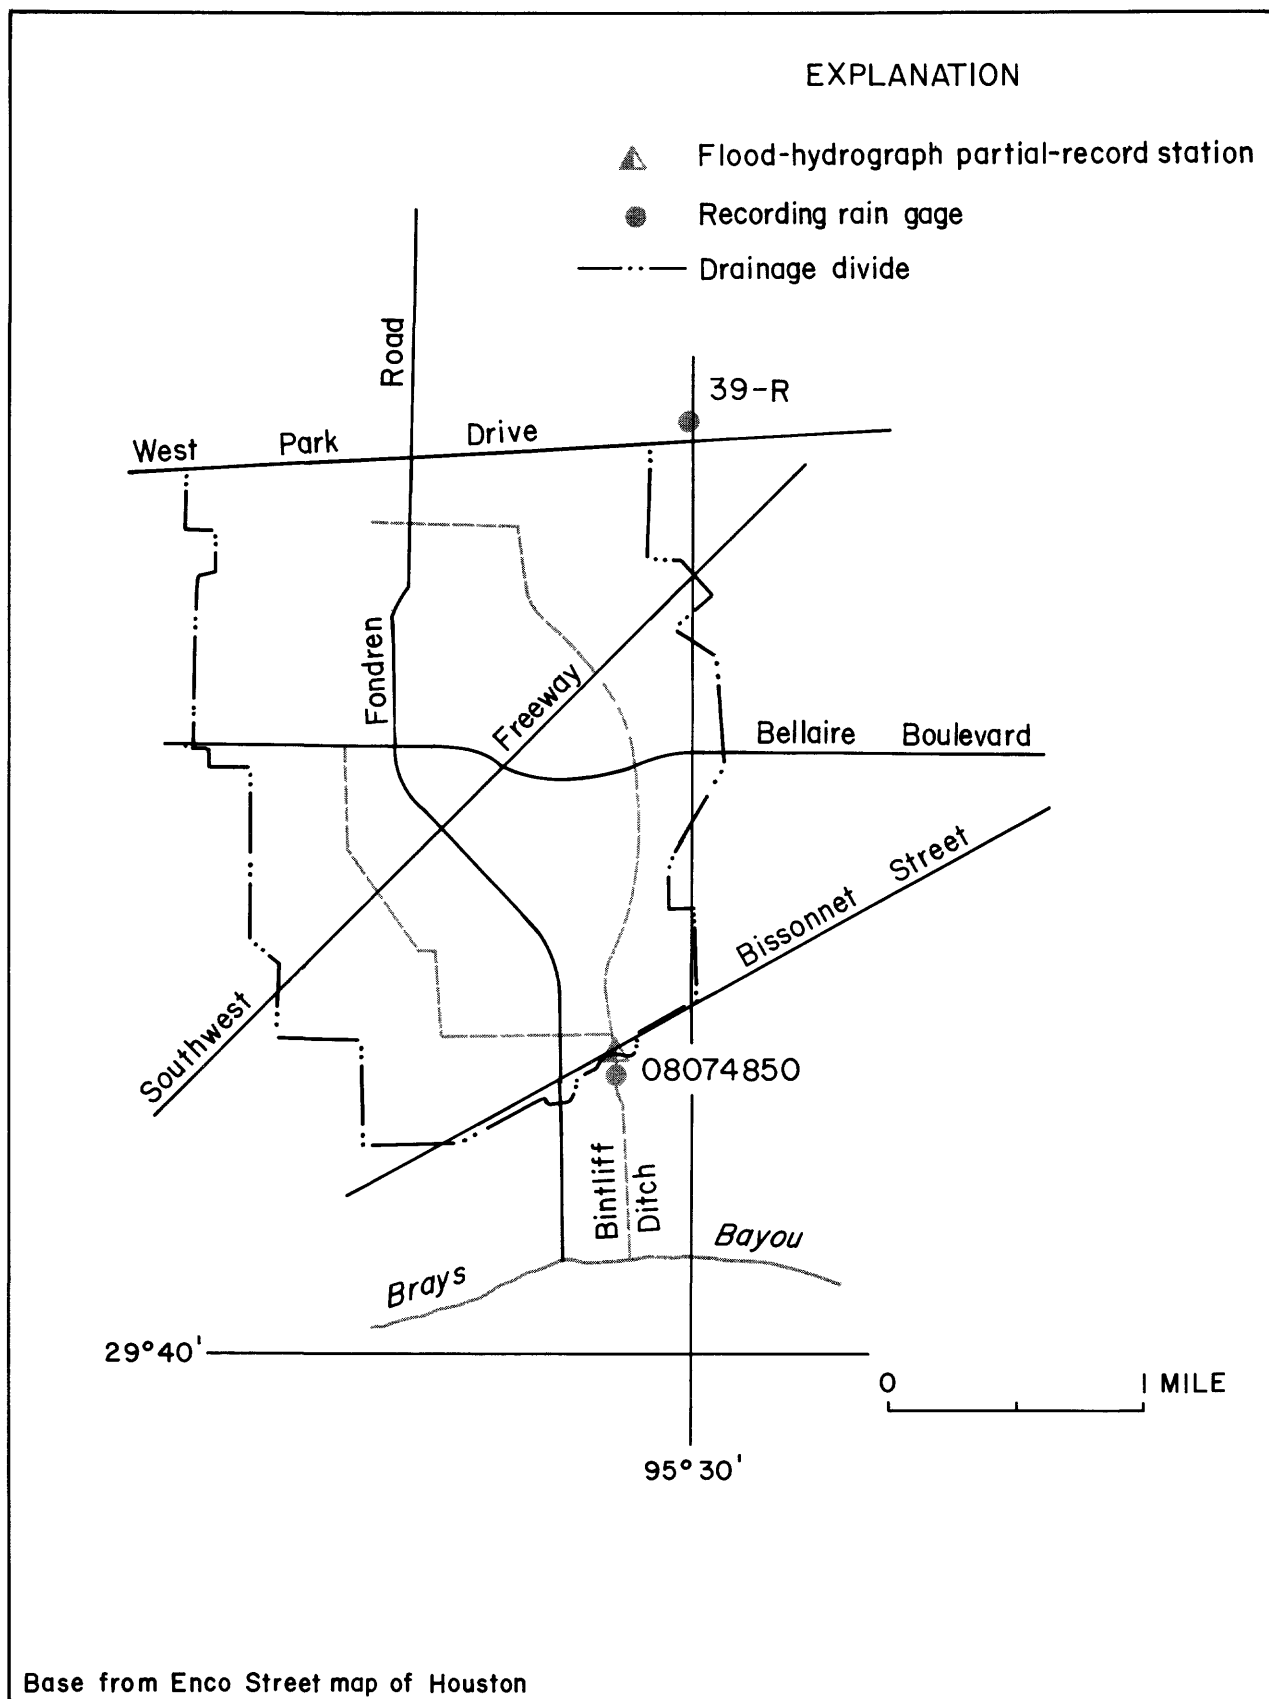 EXPLANATION
Flood-hydrograph partial-record station
Recording rain gage
Drainage divide
Road
39-R
West Park Drive
Fondren
Freeway
Bellaire Boulevard
Street
Bissonnet
Southwest
08074850
Bintliff
Ditch
Bayou
Brays
29°40'
0 1 MILE
95°30'
Base from Enco Street map of Houston